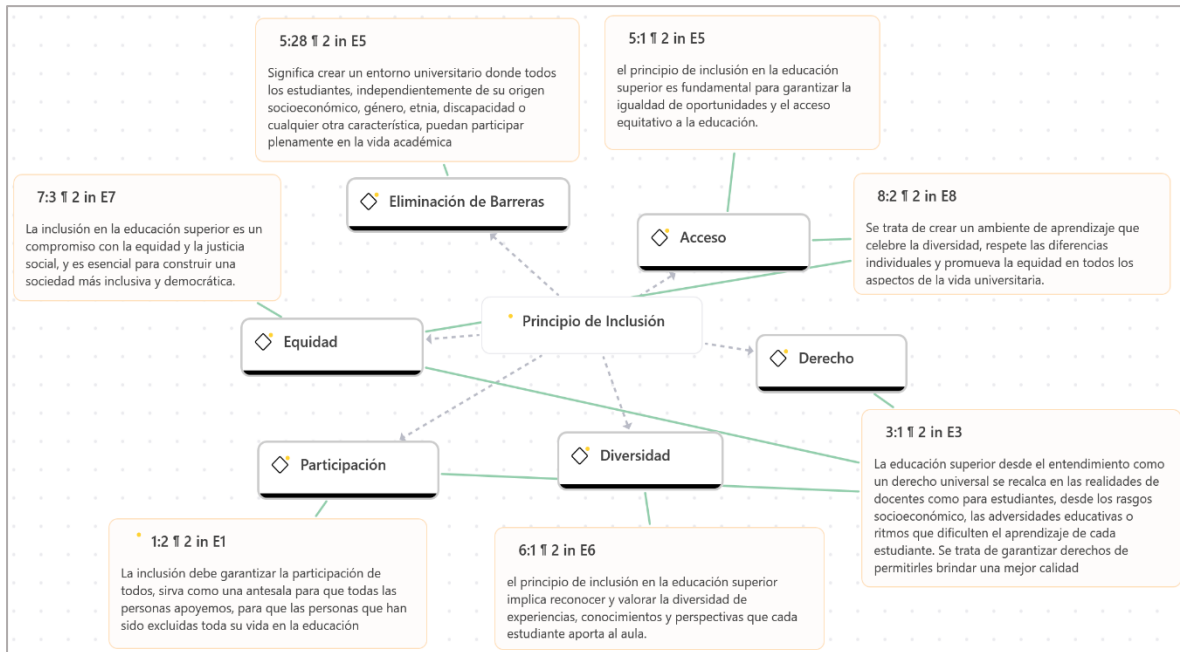 5:28 ¶ 2 in E5
Significa crear un entorno universitario donde todos
los estudiantes, independientemente de su origen
socioeconómico, género, etnia, discapacidad o
cualquier otra característica, puedan participar
plenamente en la vida académica
5:1 ¶ 2 in E5
el principio de inclusión en la educación
superior es fundamental para garantizar la
igualdad de oportunidades y el acceso
equitativo a la educación.
7:3 ¶ 2 in E7
La inclusión en la educación superior es un
compromiso con la equidad y la justicia
social, y es esencial para construir una
sociedad más inclusiva y democrática.
Eliminación de Barreras
Acceso
8:2 ¶ 2 in E8
Se trata de crear un ambiente de aprendizaje que
celebre la diversidad, respete las diferencias
individuales y promueva la equidad en todos los
aspectos de la vida universitaria.
Principio de Inclusión
Equidad
Derecho
Participación
Diversidad
3:1 ¶ 2 in E3
La educación superior desde el entendimiento como
un derecho universal se recalca en las realidades de
docentes como para estudiantes, desde los rasgos
socioeconómico, las adversidades educativas o
ritmos que dificulten el aprendizaje de cada
estudiante. Se trata de garantizar derechos de
permitirles brindar una mejor calidad
1:2 ¶ 2 in E1
La inclusión debe garantizar la participación de
todos, sirva como una antesala para que todas las
personas apoyemos, para que las personas que han
sido excluidas toda su vida en la educación
6:1 ¶ 2 in E6
el principio de inclusión en la educación superior
implica reconocer y valorar la diversidad de
experiencias, conocimientos y perspectivas que cada
estudiante aporta al aula.